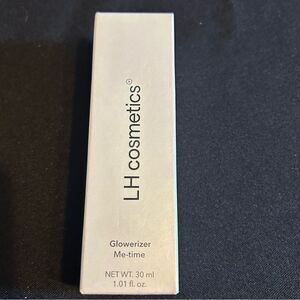 LH cosmetics®
Glowerizer
Me-time
NET WT. 30 ml
1.01 fl. oz.